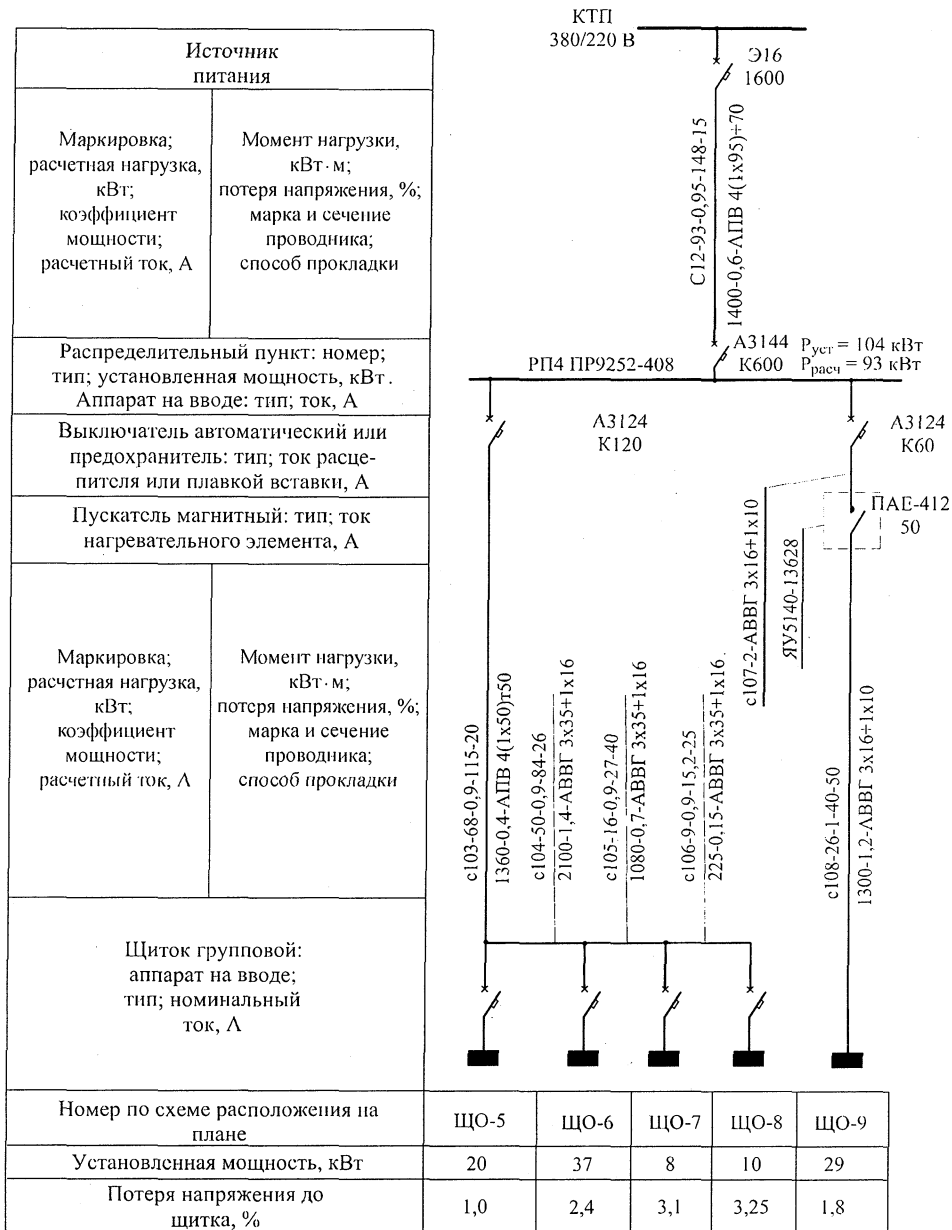 КТП
380/220 В
Э16
1600
С12-93-0,95-148-15
1400-0,6-АПВ 4(1х95)+70
Источник
питания
Маркировка;
расчетная нагрузка,
кВт;
коэффициент
мощности;
расчетный ток, А
Момент нагрузки,
кВт·м;
потеря напряжения, %;
марка и сечение
проводника;
способ прокладки
Распределительный пункт: номер;
тип; установленная мощность, кВт.
Аппарат на вводе: тип; ток, А
РП4 ПР9252-408
А3144
К600
Pуст = 104 кВт
Pрасч = 93 кВт
Выключатель автоматический или
предохранитель: тип; ток расце-
пителя или плавкой вставки, А
А3124
К120
А3124
К60
Пускатель магнитный: тип; ток
нагревательного элемента, А
ПАЕ-412
50
с107-2-АВВГ 3х16+1х10
ЯУ5140-13628
Маркировка;
расчетная нагрузка,
кВт;
коэффициент
мощности;
расчетный ток, А
Момент нагрузки,
кВт·м;
потеря напряжения, %;
марка и сечение
проводника;
способ прокладки
с103-68-0,9-115-20
1360-0,4-АПВ 4(1х50)т50
с104-50-0,9-84-26
2100-1,4-АВВГ 3х35+1х16
с105-16-0,9-27-40
1080-0,7-АВВГ 3х35+1х16
с106-9-0,9-15,2-25
225-0,15-АВВГ 3х35+1х16
с108-26-1-40-50
1300-1,2-АВВГ 3х16+1х10
Щиток групповой:
аппарат на вводе;
тип; номинальный
ток, А
Номер по схеме расположения на
плане
ЩО-5 ЩО-6 ЩО-7 ЩО-8 ЩО-9
Установленная мощность, кВт
20 37 8 10 29
Потеря напряжения до
щитка, %
1,0 2,4 3,1 3,25 1,8